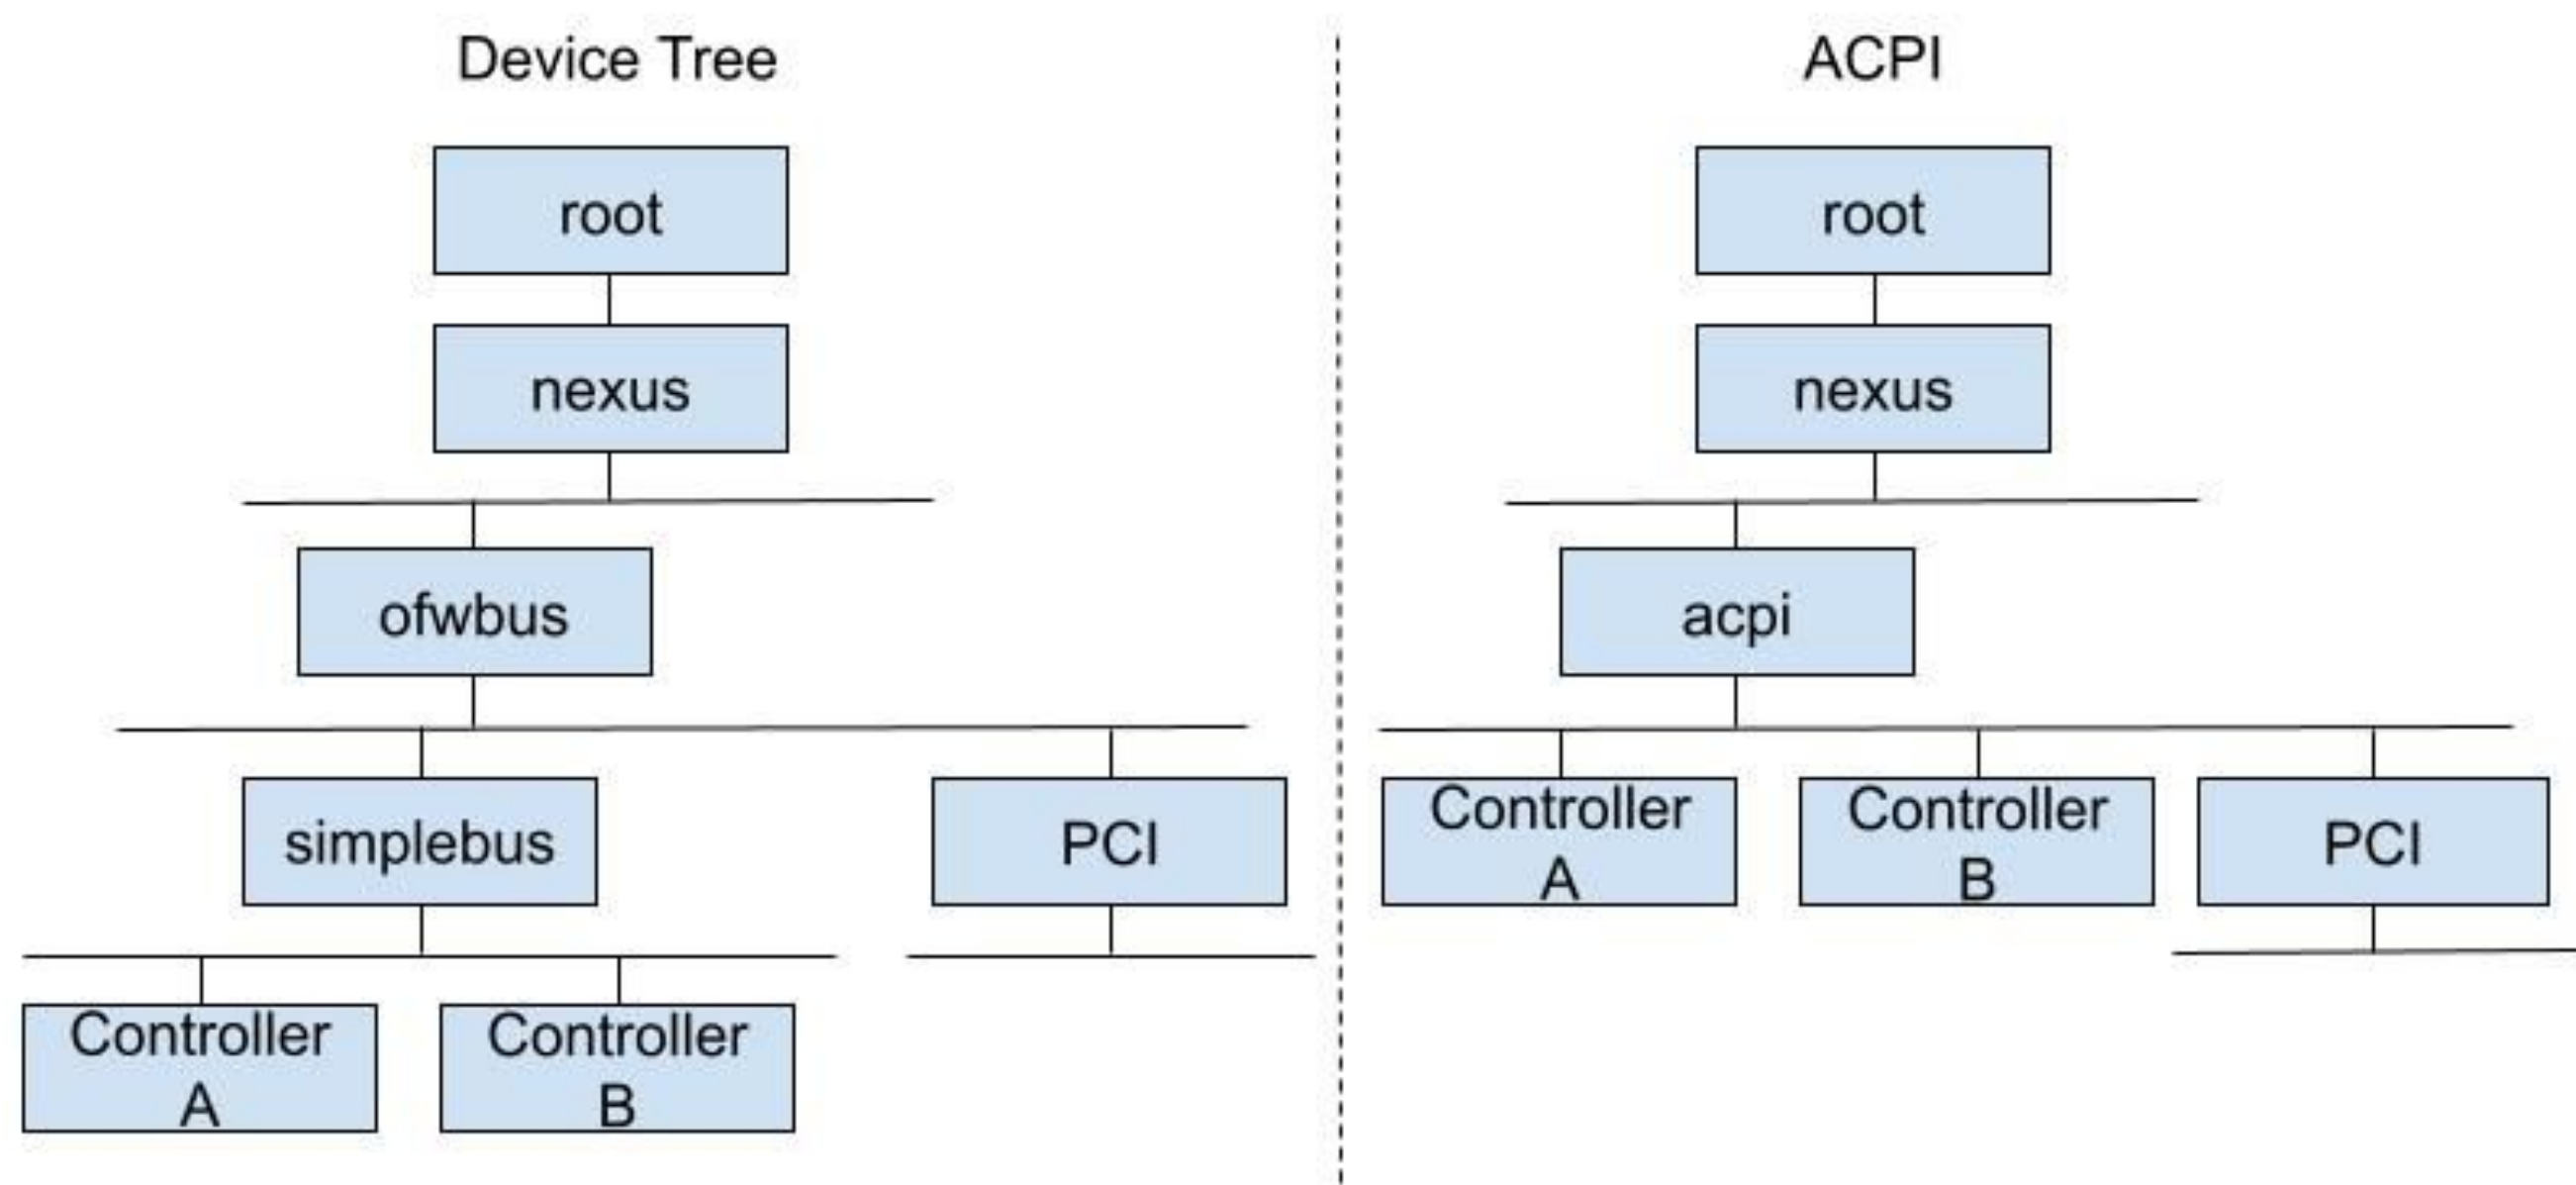 Device Tree
root
nexus
ofwbus
simplebus
PCI
Controller
A
Controller
B
ACPI
root
nexus
acpi
Controller
A
Controller
B
PCI